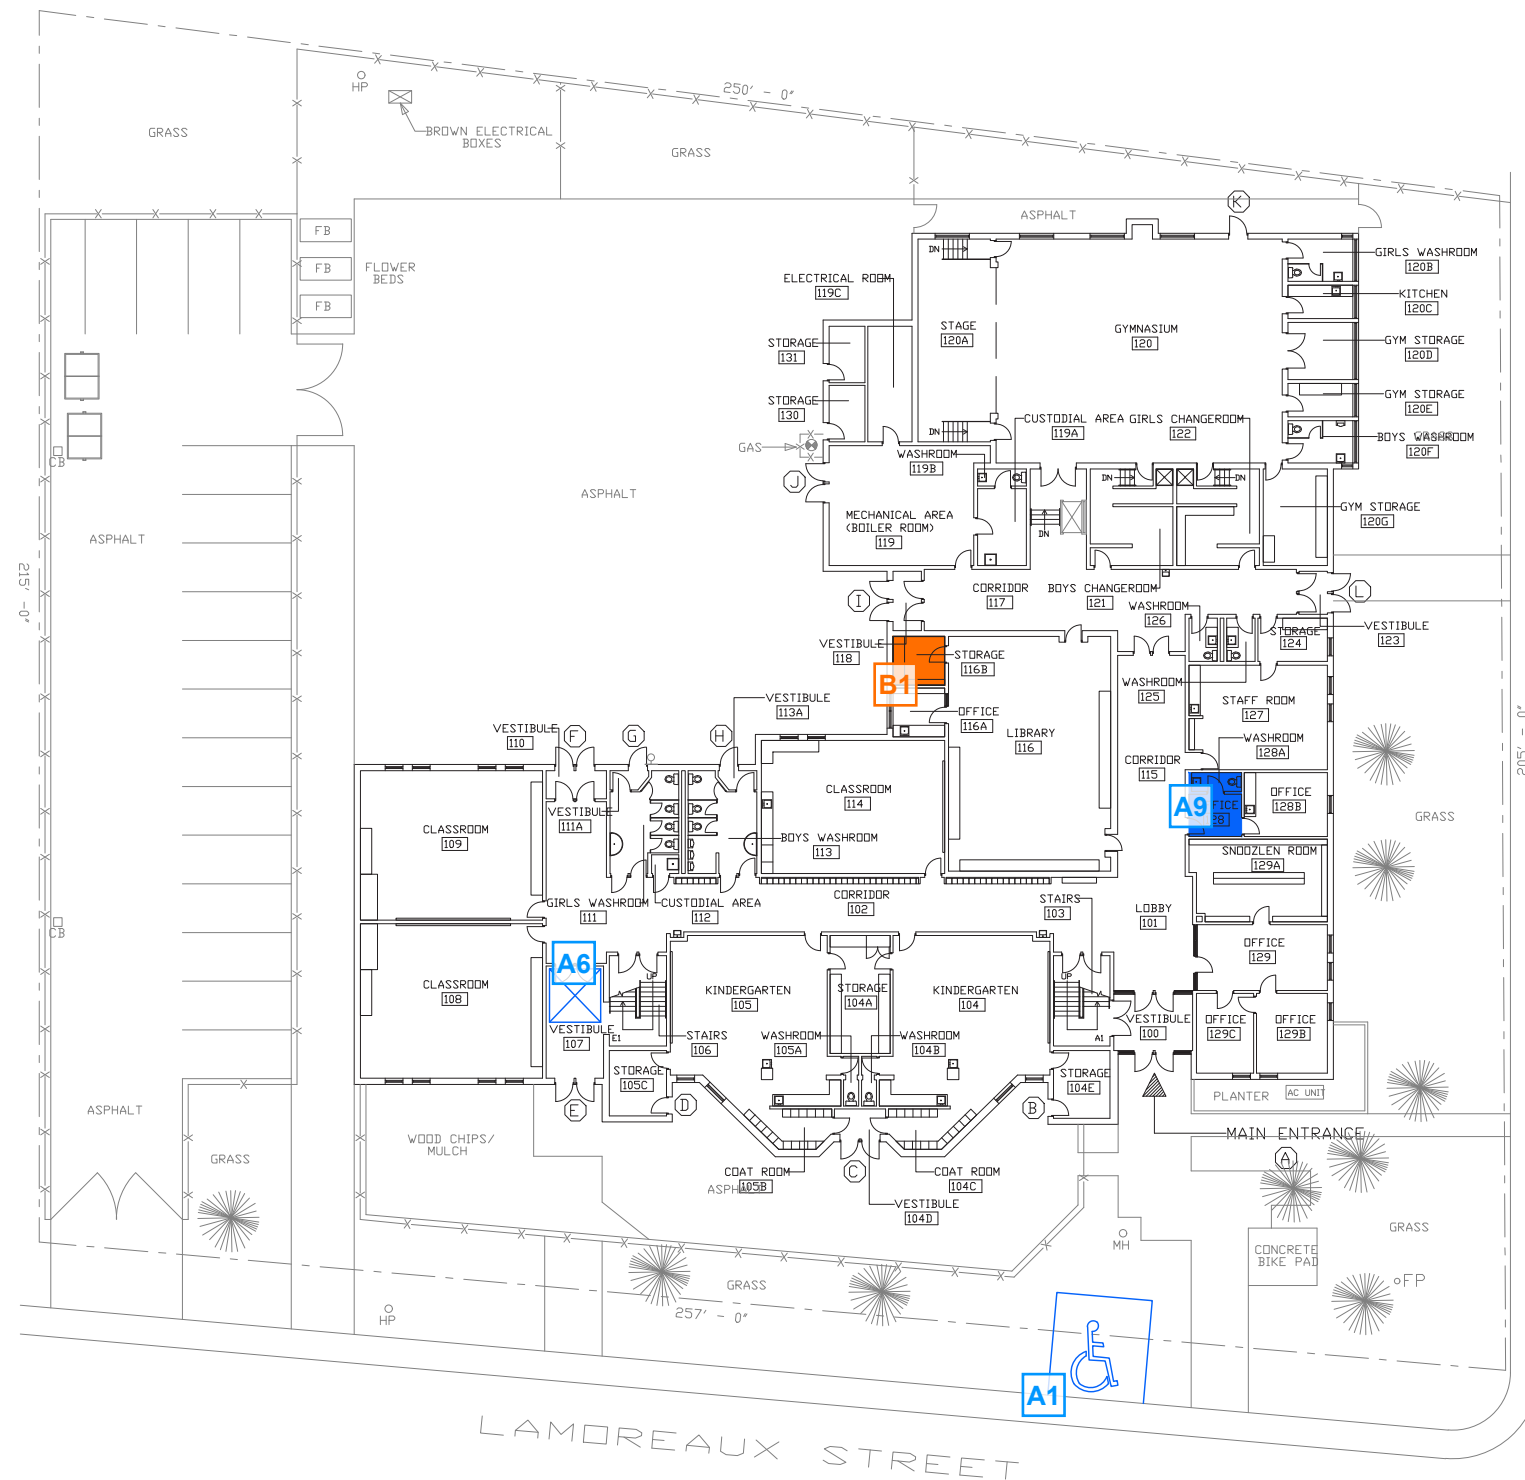 250' - 0"
HP
BROWN ELECTRICAL
BOXES
GRASS
GRASS
FB
FB
FB
FLOWER
BEDS
ASPHALT
K
GIRLS WASHROOM
120B
KITCHEN
120C
GYM STORAGE
120D
GYM STORAGE
120E
BOYS WASHROOM
120F
GYM STORAGE
120G
ELECTRICAL ROOM
119C
STAGE
120A
GYMNASIUM
120
DN
DN
STORAGE
131
STORAGE
130
GAS
CUSTODIAL AREA
119A
GIRLS CHANGEROOM
122
WASHROOM
119B
DN
DN
DN
J
MECHANICAL AREA
(BOILER ROOM)
119
CB
ASPHALT
ASPHALT
215' - 0"
I
CORRIDOR
117
BOYS CHANGEROOM
121
WASHROOM
126
L
STORAGE
124
VESTIBULE
123
VESTIBULE
118
STORAGE
116B
B1
OFFICE
116A
LIBRARY
116
WASHROOM
125
STAFF ROOM
127
WASHROOM
128A
CORRIDOR
115
A9
OFFICE
128B
205' - 0"
GRASS
VESTIBULE
113A
VESTIBULE
110
F
G
H
CLASSROOM
109
VESTIBULE
111A
CLASSROOM
114
BOYS WASHROOM
113
SNOOZLEN ROOM
129A
GIRLS WASHROOM
111
CUSTODIAL AREA
112
CORRIDOR
102
STAIRS
103
LOBBY
101
CB
OFFICE
129
A6
CLASSROOM
108
UP
UP
KINDERGARTEN
105
STORAGE
104A
KINDERGARTEN
104
VESTIBULE
107
E1
STAIRS
106
WASHROOM
105A
WASHROOM
104B
A1
VESTIBULE
100
OFFICE
129C
OFFICE
129B
STORAGE
105C
STORAGE
104E
E
D
B
C
PLANTER
AC UNIT
MAIN ENTRANCE
A
ASPHALT
GRASS
WOOD CHIPS/
MULCH
COAT ROOM
105B
COAT ROOM
104C
ASPHALT
VESTIBULE
104D
MH
GRASS
CONCRETE
BIKE PAD
FP
GRASS
HP
257' - 0"
A1
LAMOREAUX STREET